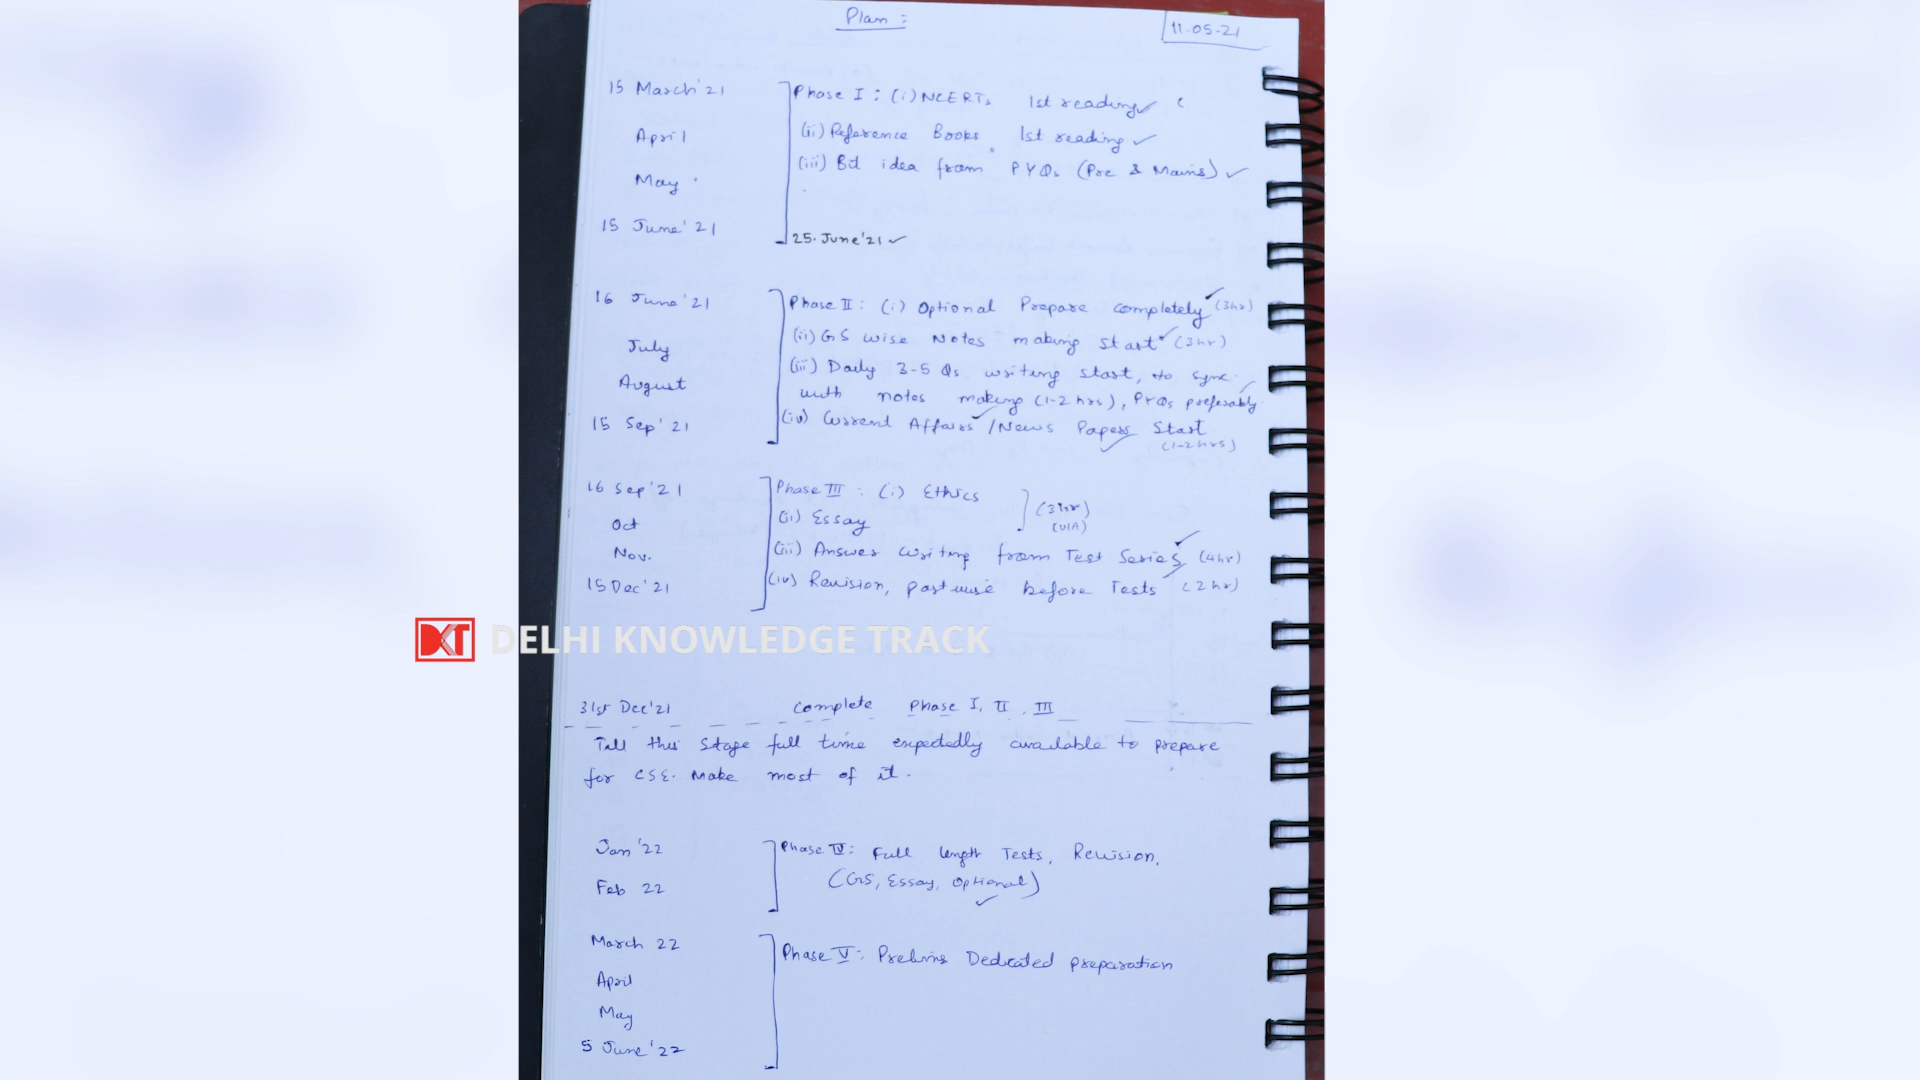 Plan :
11.05.21
15 March'21
Phase I : (i) NCERTs 1st reading ✓
April
(ii) Reference Books 1st reading ✓
May
(iii) Bit idea from PYQs (Pre & Mains) ✓
15 June'21
25. June'21 ✓
16 June'21
Phase II : (i) Optional Prepare completely ✓ (3hr)
July
(ii) GS wise Notes making start ✓ (3hr)
August
(iii) Daily 3-5 Qs writing start, to sync
with notes making (1-2 hrs), PYQs preferably
15 Sep'21
(iv) Current Affairs / News Papers Start
(1-2 hrs)
16 Sep'21
Phase III : (i) Ethics
(3hr)
Oct
(ii) Essay
Nov.
(iii) Answer writing from Test Series ✓ (4hr)
15 Dec'21
(iv) Revision, partwise before Tests (2hr)
DKT DELHI KNOWLEDGE TRACK
31st Dec'21 Complete Phase I, II, III
Till this stage full time expectedly available to prepare
for CSE. Make most of it.
Jan '22
Phase IV : Full length Tests, Revision.
Feb 22
(GS, Essay, Optional) ✓
March 22
Phase V : Prelims Dedicated preparation
April
May
5 June'22